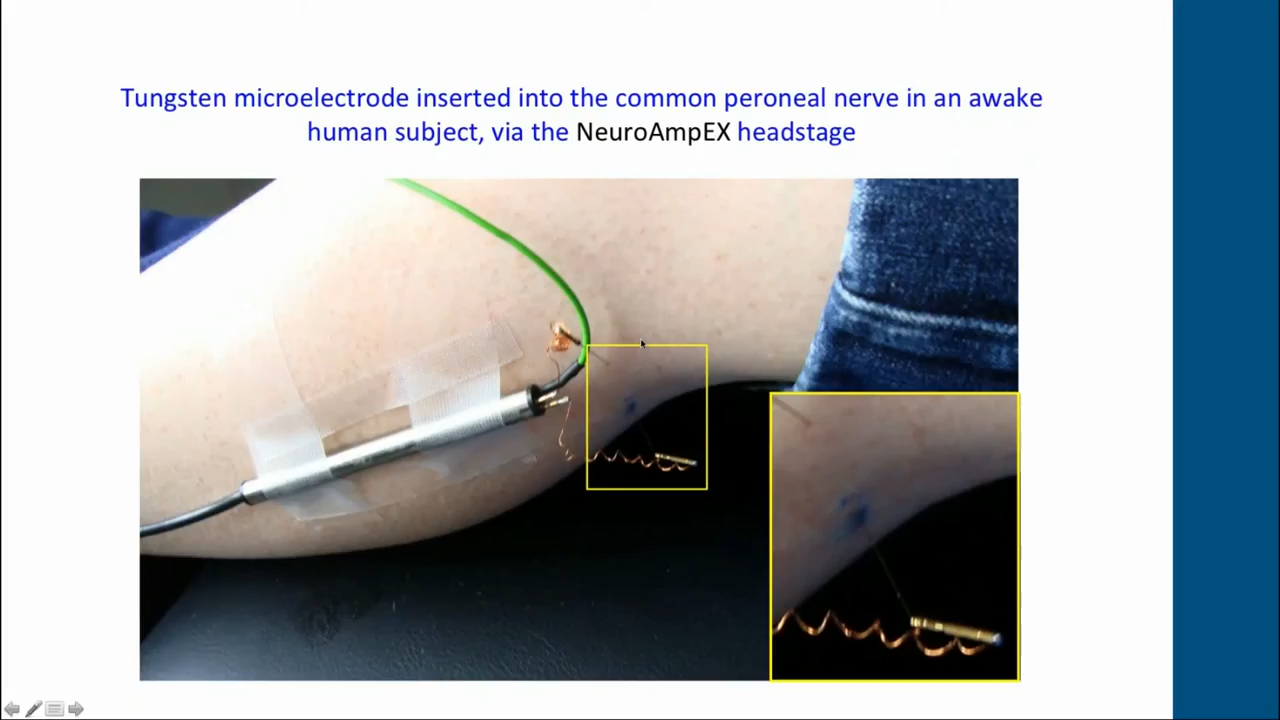 Tungsten microelectrode inserted into the common peroneal nerve in an awake
human subject, via the NeuroAmpEX headstage